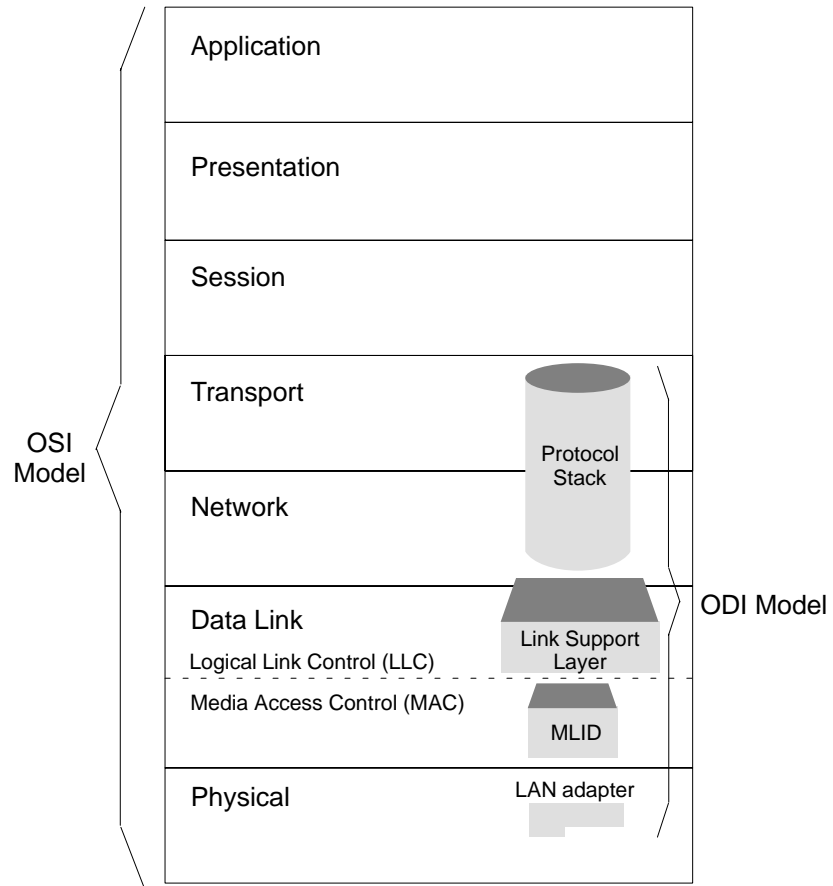 Application
Presentation
Session
Transport
Protocol
Stack
OSI
Model
Network
ODI Model
Data Link
Link Support
Layer
Logical Link Control (LLC)
Media Access Control (MAC)
MLID
Physical
LAN adapter